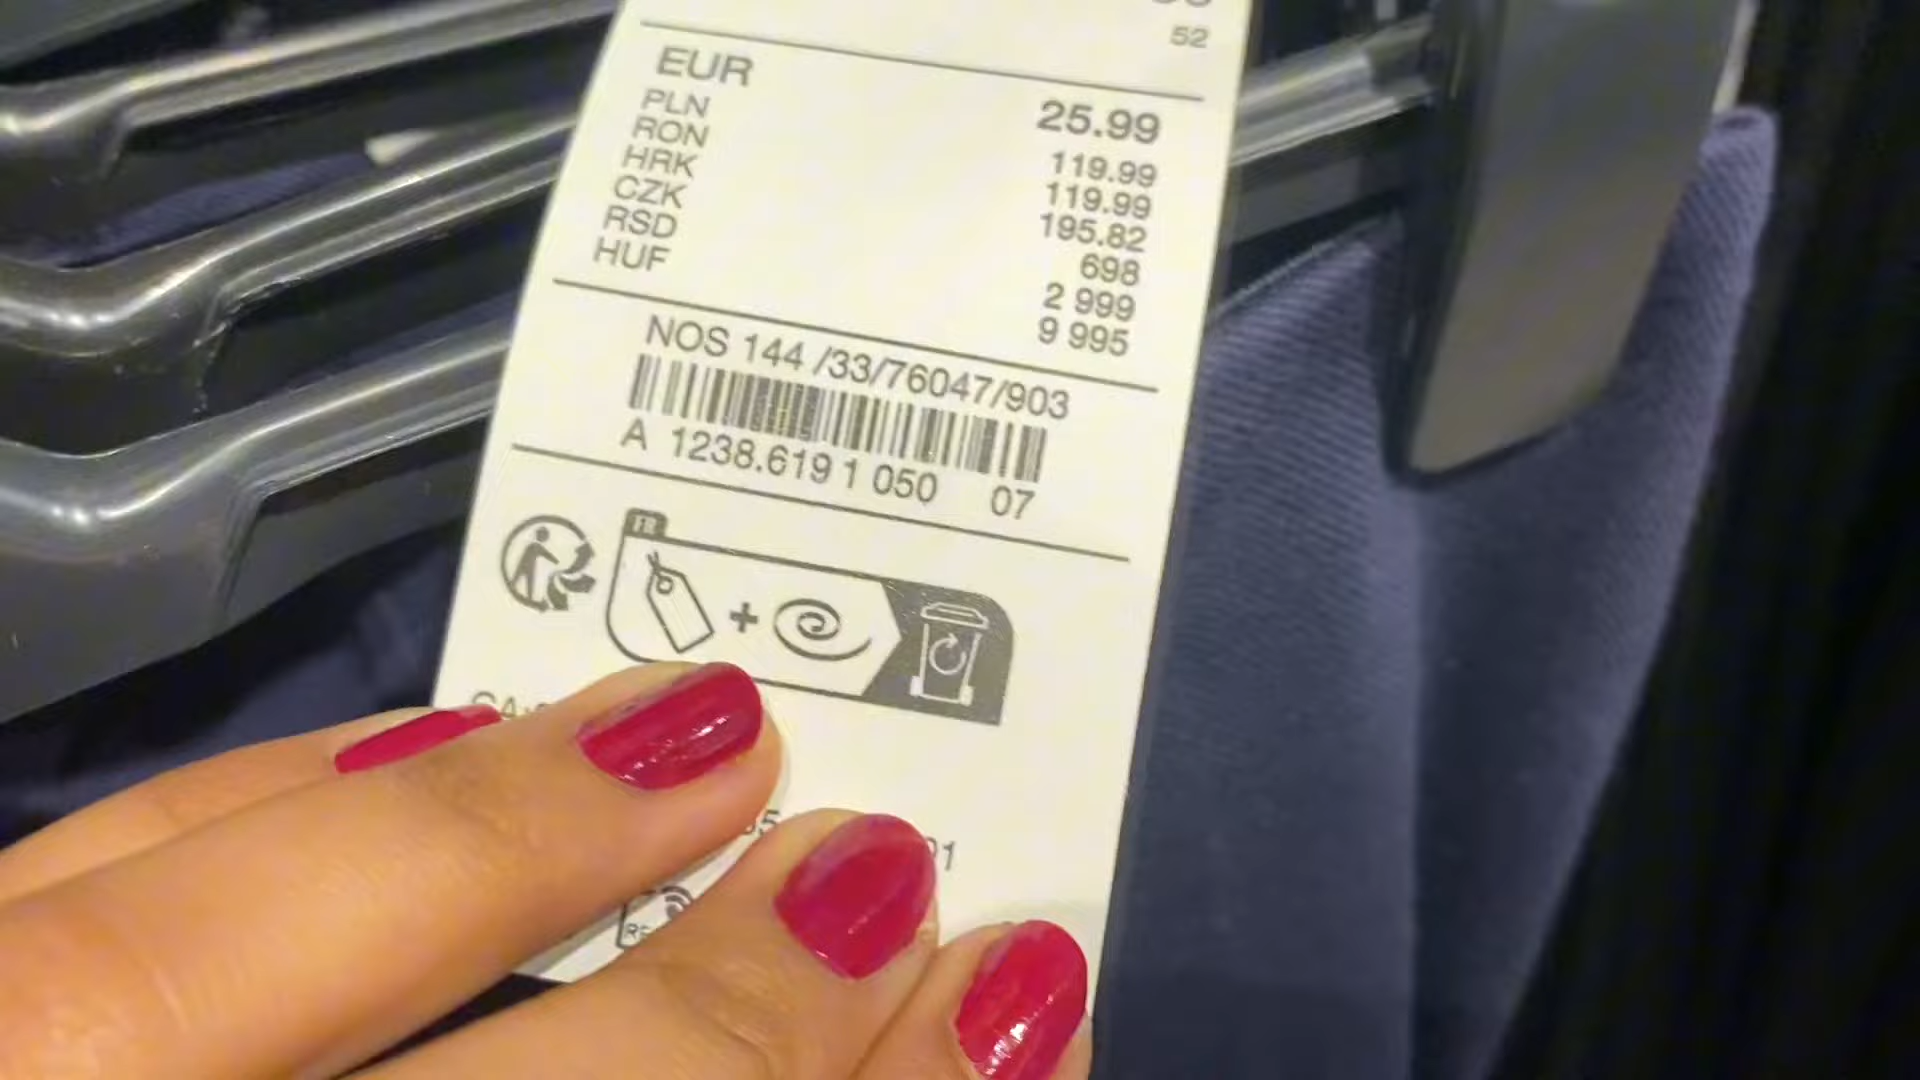 52
EUR 25.99
PLN 119.99
RON 119.99
HRK 195.82
CZK 698
RSD 2 999
HUF 9 995
NOS 144 /33/76047/903
A 1238.619 1 050 07
FR